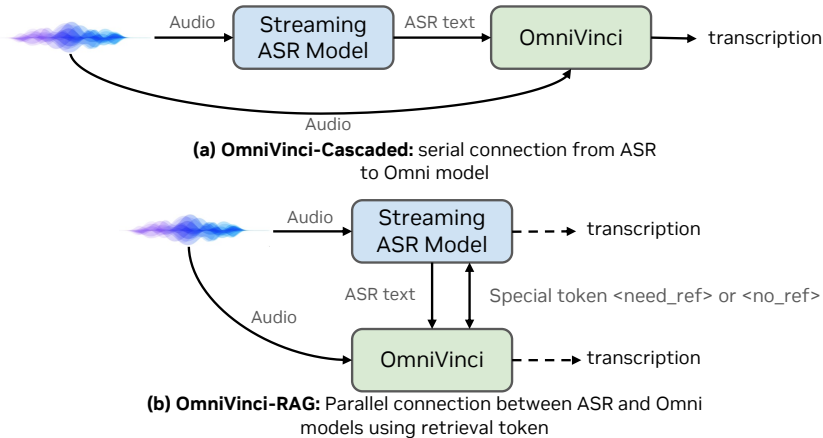 Audio
Streaming
ASR Model
ASR text
OmniVinci
transcription
Audio
(a) OmniVinci-Cascaded: serial connection from ASR
to Omni model
Audio
Streaming
ASR Model
transcription
ASR text
Special token <need_ref> or <no_ref>
Audio
OmniVinci
transcription
(b) OmniVinci-RAG: Parallel connection between ASR and Omni
models using retrieval token